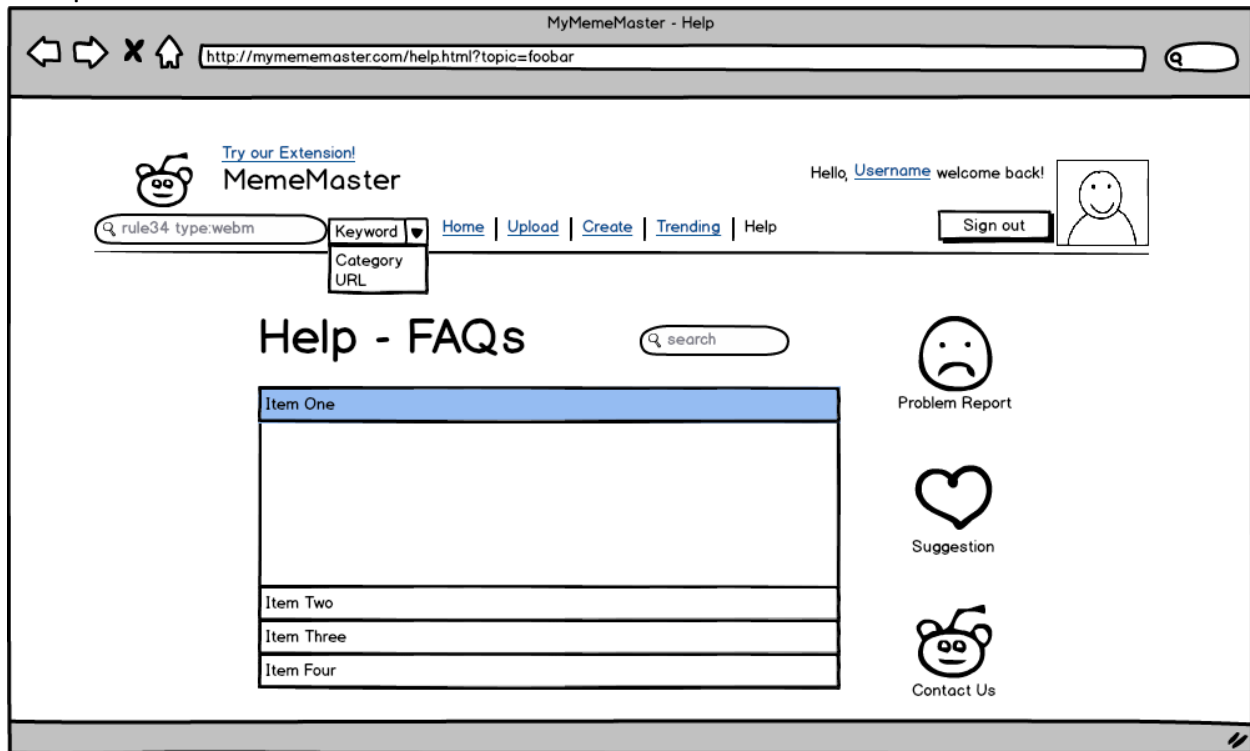 MyMemeMaster - Help
http://mymememaster.com/help.html?topic=foobar
Try our Extension!
MemeMaster
Hello, Username welcome back!
rule34 type:webm
Keyword
Home | Upload | Create | Trending | Help
Sign out
Category
URL
Help - FAQs
search
Item One
Problem Report
Suggestion
Item Two
Item Three
Item Four
Contact Us